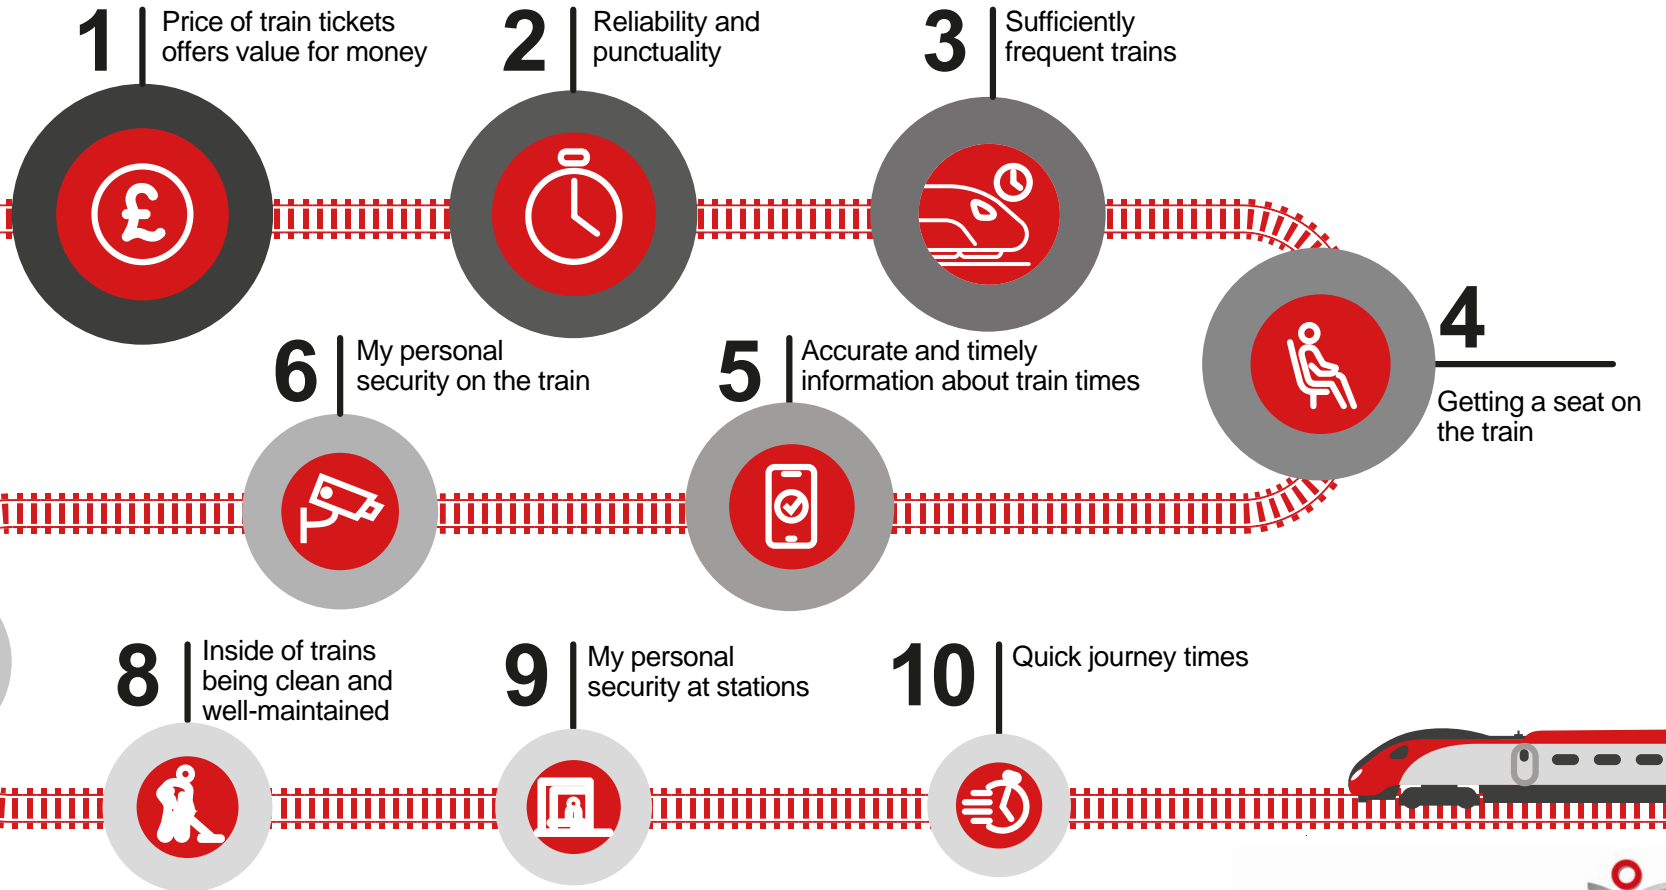 1
Price of train tickets
offers value for money
2
Reliability and
punctuality
3
Sufficiently
frequent trains
4
Getting a seat on
the train
5
Accurate and timely
information about train times
6
My personal
security on the train
8
Inside of trains
being clean and
well-maintained
9
My personal
security at stations
10
Quick journey times